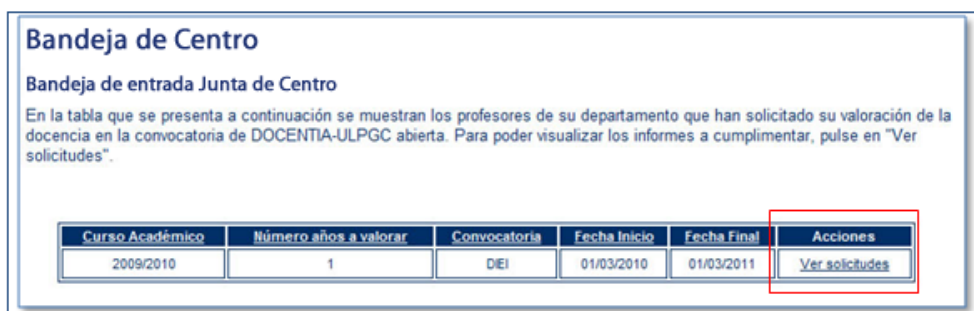 Bandeja de Centro
Bandeja de entrada Junta de Centro
En la tabla que se presenta a continuación se muestran los profesores de su departamento que han solicitado su valoración de la
docencia en la convocatoria de DOCENTIA-ULPGC abierta. Para poder visualizar los informes a cumplimentar, pulse en "Ver
solicitudes".
Curso Académico Número años a valorar Convocatoria Fecha Inicio Fecha Final Acciones
2009/2010 1 DIEI 01/03/2010 01/03/2011 Ver solicitudes